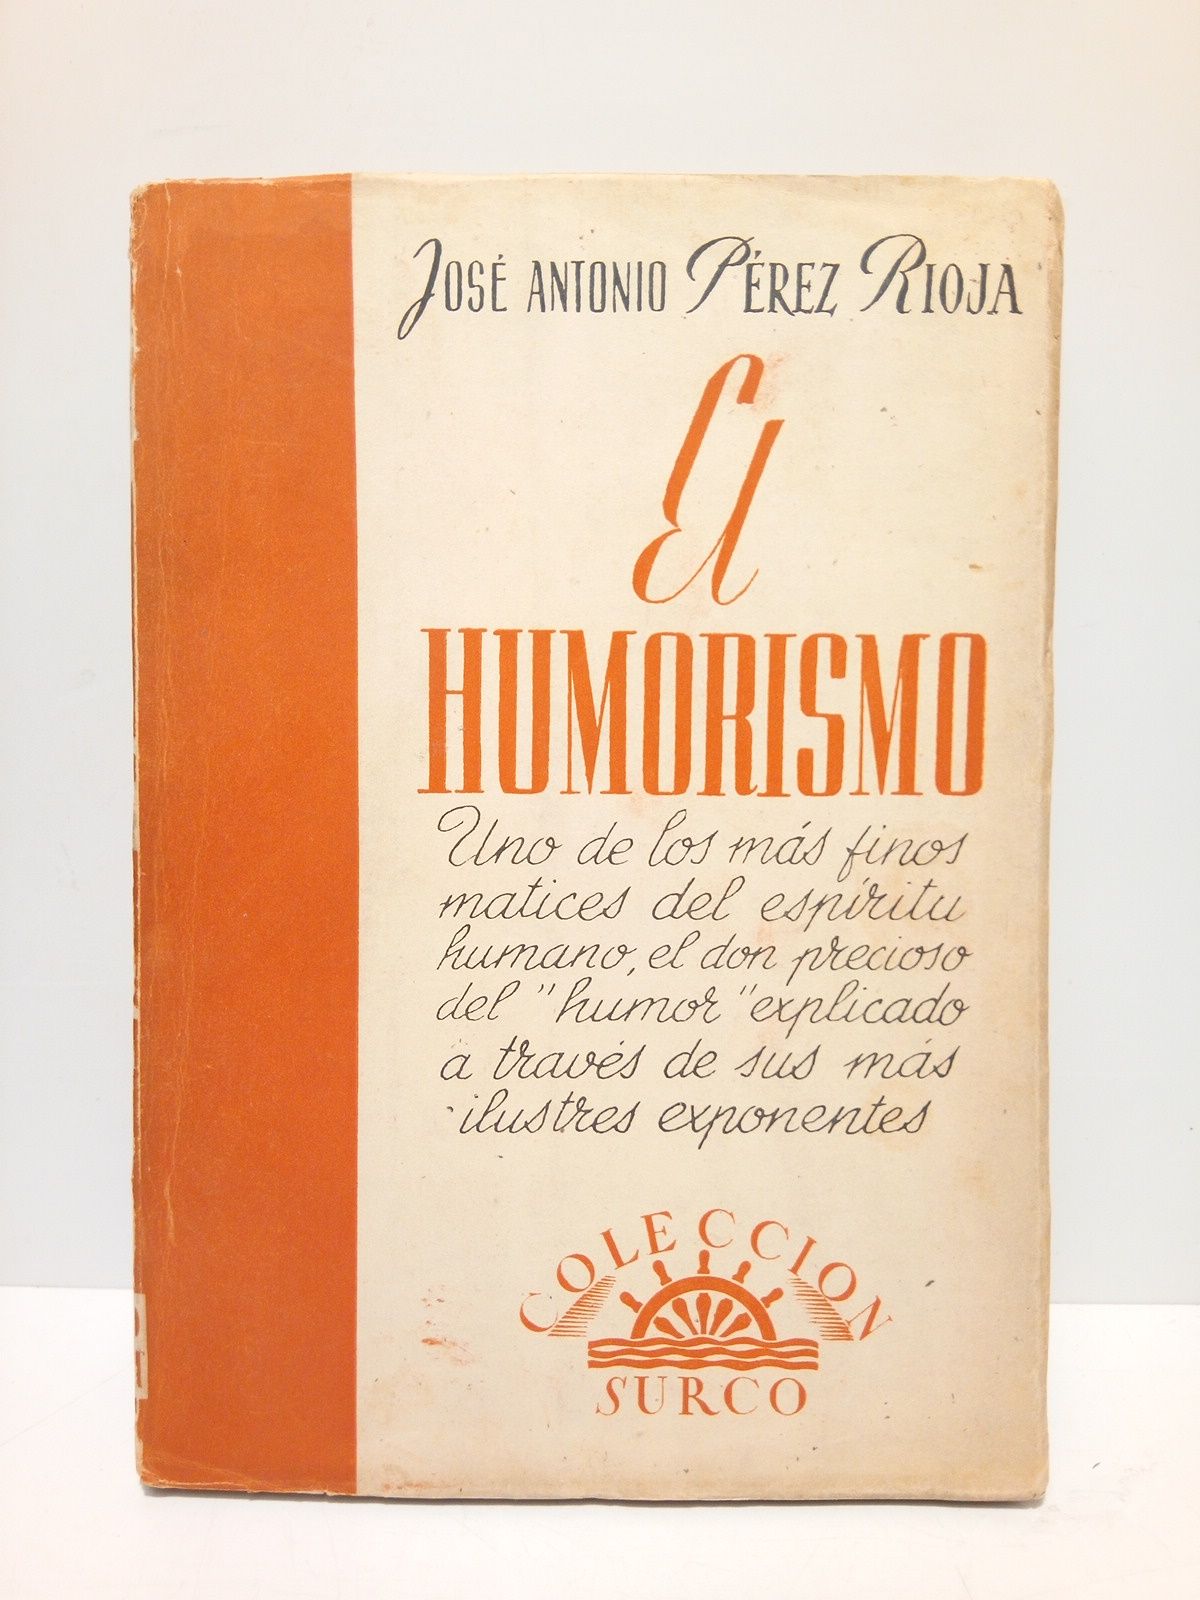 JOSÉ ANTONIO PÉREZ RIOJA
El
HUMORISMO
Uno de los más finos
matices del espíritu
humano, el don precioso
del "humor" explicado
a través de sus más
ilustres exponentes
COLECCION
SURCO